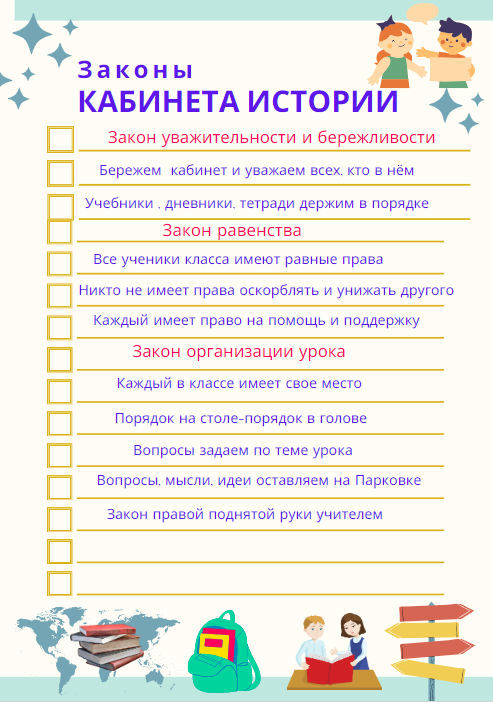 Законы
КАБИНЕТА ИСТОРИИ
Закон уважительности и бережливости
Бережем кабинет и уважаем всех, кто в нём
Учебники , дневники, тетради держим в порядке
Закон равенства
Все ученики класса имеют равные права
Никто не имеет права оскорблять и унижать другого
Каждый имеет право на помощь и поддержку
Закон организации урока
Каждый в классе имеет свое место
Порядок на столе-порядок в голове
Вопросы задаем по теме урока
Вопросы, мысли, идеи оставляем на Парковке
Закон правой поднятой руки учителем